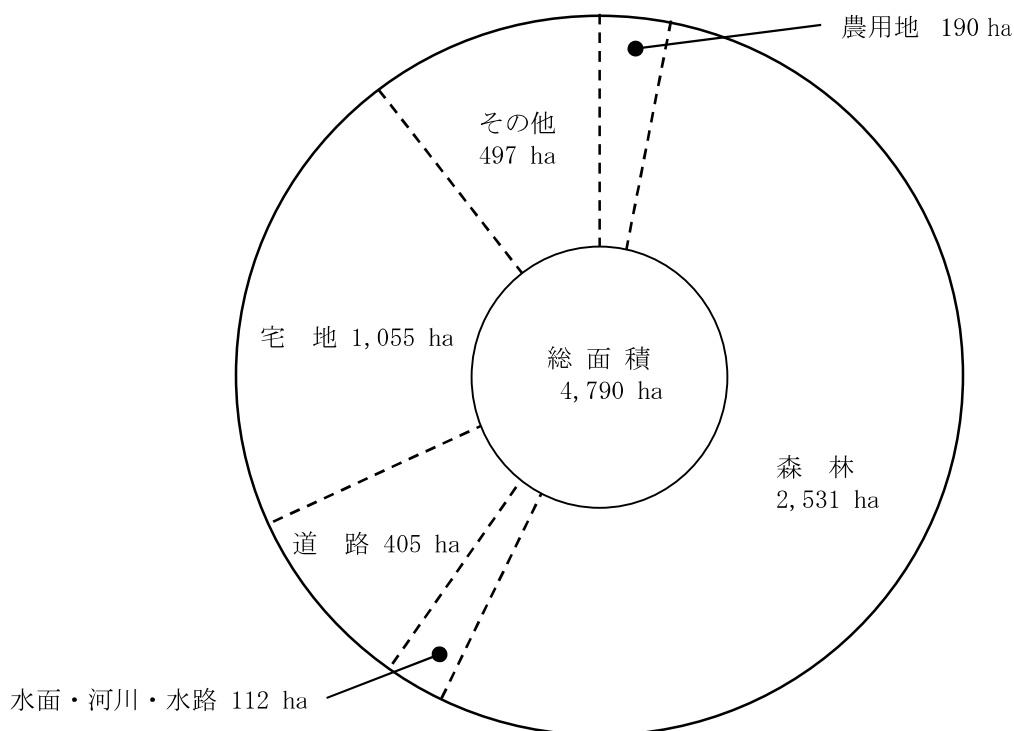 農用地 190 ha
その他
497 ha
宅 地 1,055 ha
総 面 積
4,790 ha
森 林
2,531 ha
道 路 405 ha
水面・河川・水路 112 ha